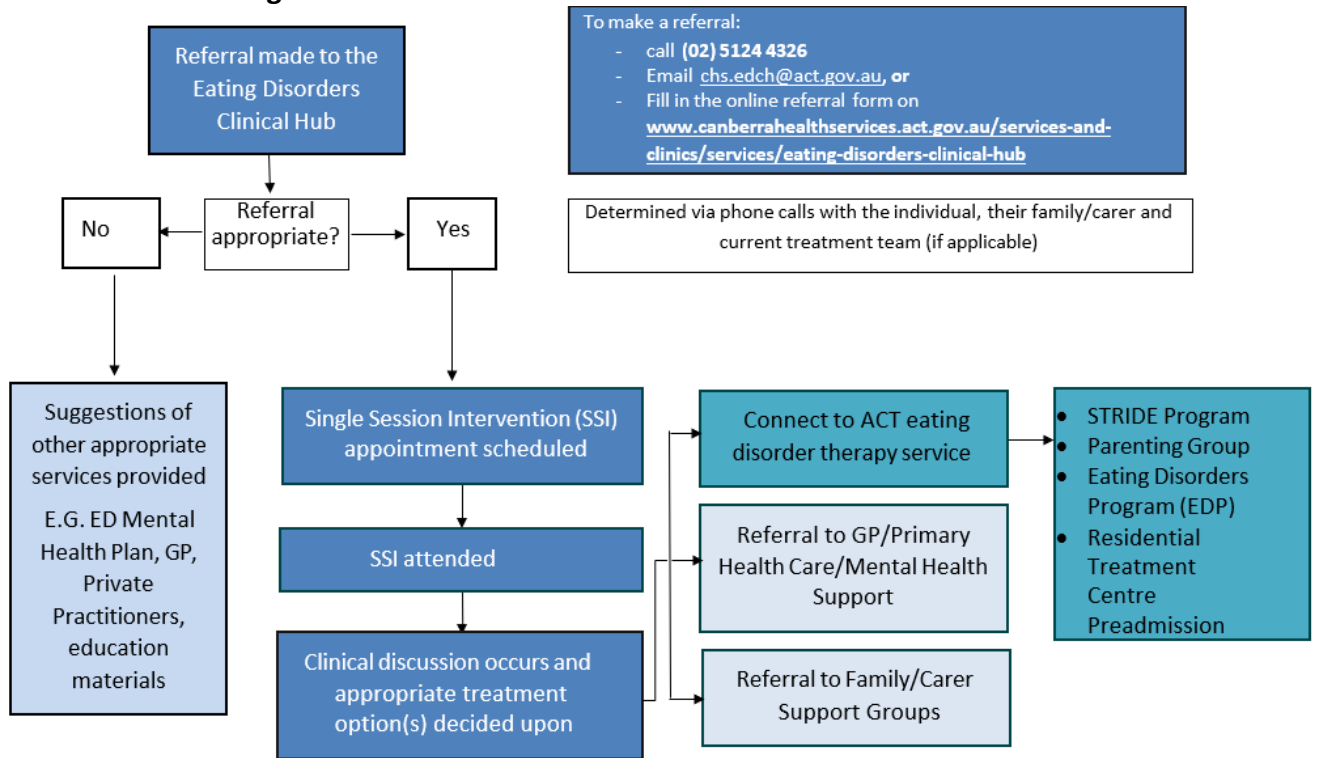 To make a referral:
- call (02) 5124 4326
- Email chs.edch@act.gov.au, or
- Fill in the online referral form on
www.canberrahealthservices.act.gov.au/services-and-
clinics/services/eating-disorders-clinical-hub
Referral made to the
Eating Disorders
Clinical Hub
No
Referral
appropriate?
Yes
Determined via phone calls with the individual, their family/carer and
current treatment team (if applicable)
Suggestions of
other appropriate
services provided
E.G. ED Mental
Health Plan, GP,
Private
Practitioners,
education
materials
Single Session Intervention (SSI)
appointment scheduled
SSI attended
Clinical discussion occurs and
appropriate treatment
option(s) decided upon
Connect to ACT eating
disorder therapy service
Referral to GP/Primary
Health Care/Mental Health
Support
Referral to Family/Carer
Support Groups
• STRIDE Program
• Parenting Group
• Eating Disorders
Program (EDP)
• Residential
Treatment
Centre
Preadmission